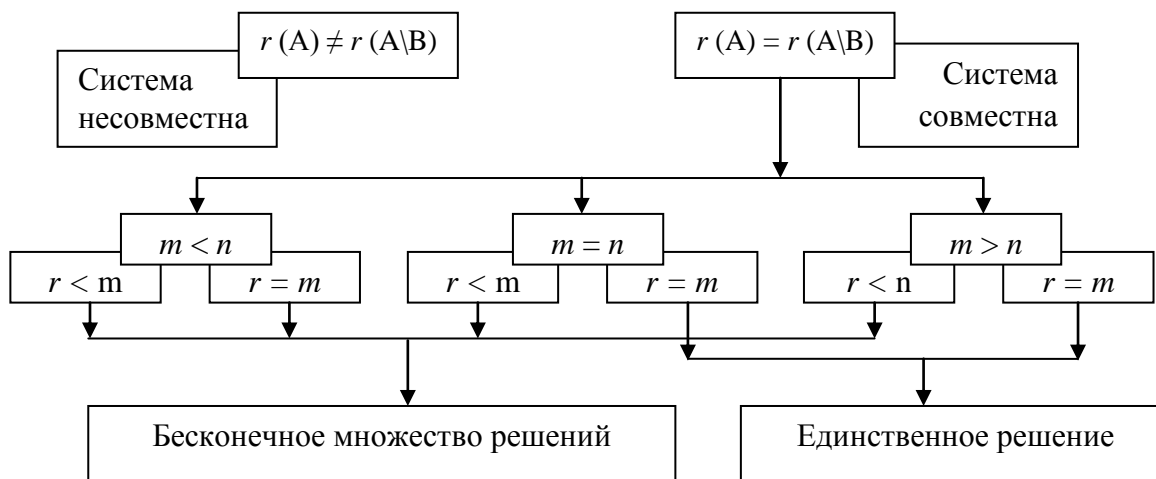 r (A) ≠ r (A\B)
Система
несовместна
r (A) = r (A\B)
Система
совместна
m < n
r < m
r = m
m = n
r < m
r = m
m > n
r < n
r = m
Бесконечное множество решений
Единственное решение